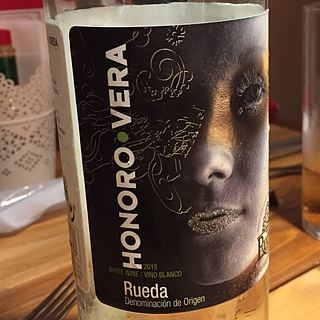 HONORO VERA
2015
WHITE WINE / VINO BLANCO
Rueda
Denominación de Origen